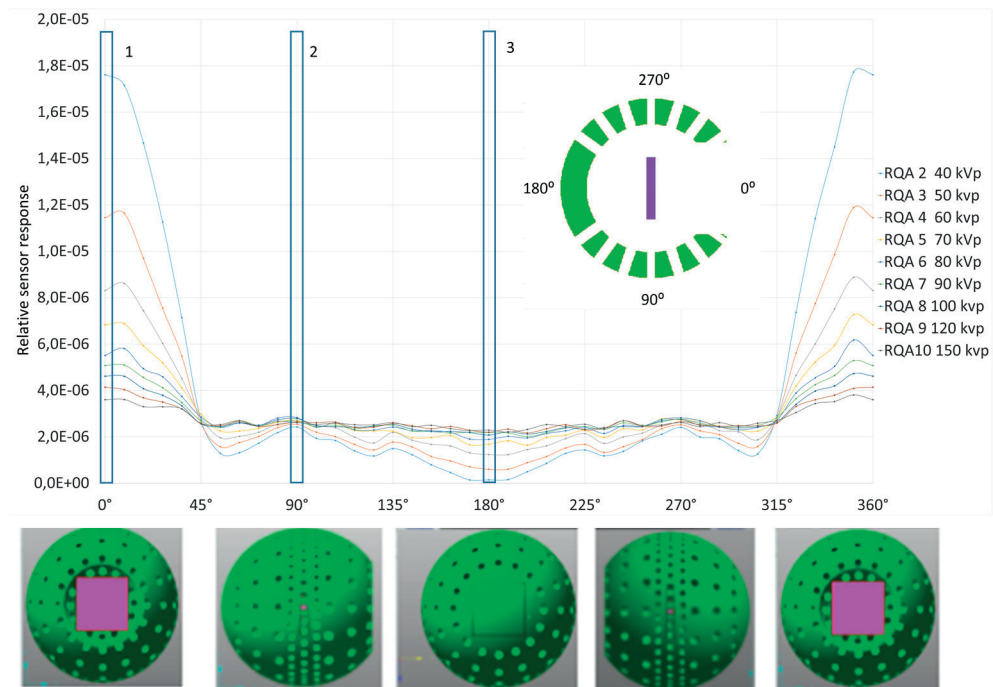 2,0E-05
1,8E-05
1,6E-05
1,4E-05
1,2E-05
1,0E-05
8,0E-06
6,0E-06
4,0E-06
2,0E-06
0,0E+00
Relative sensor response
1
2
3
270⁰
180⁰
0⁰
90⁰
RQA 2 40 kVp
RQA 3 50 kvp
RQA 4 60 kvp
RQA 5 70 kVp
RQA 6 80 kVp
RQA 7 90 kVp
RQA 8 100 kvp
RQA 9 120 kvp
RQA10 150 kvp
0° 45° 90° 135° 180° 225° 270° 315° 360°